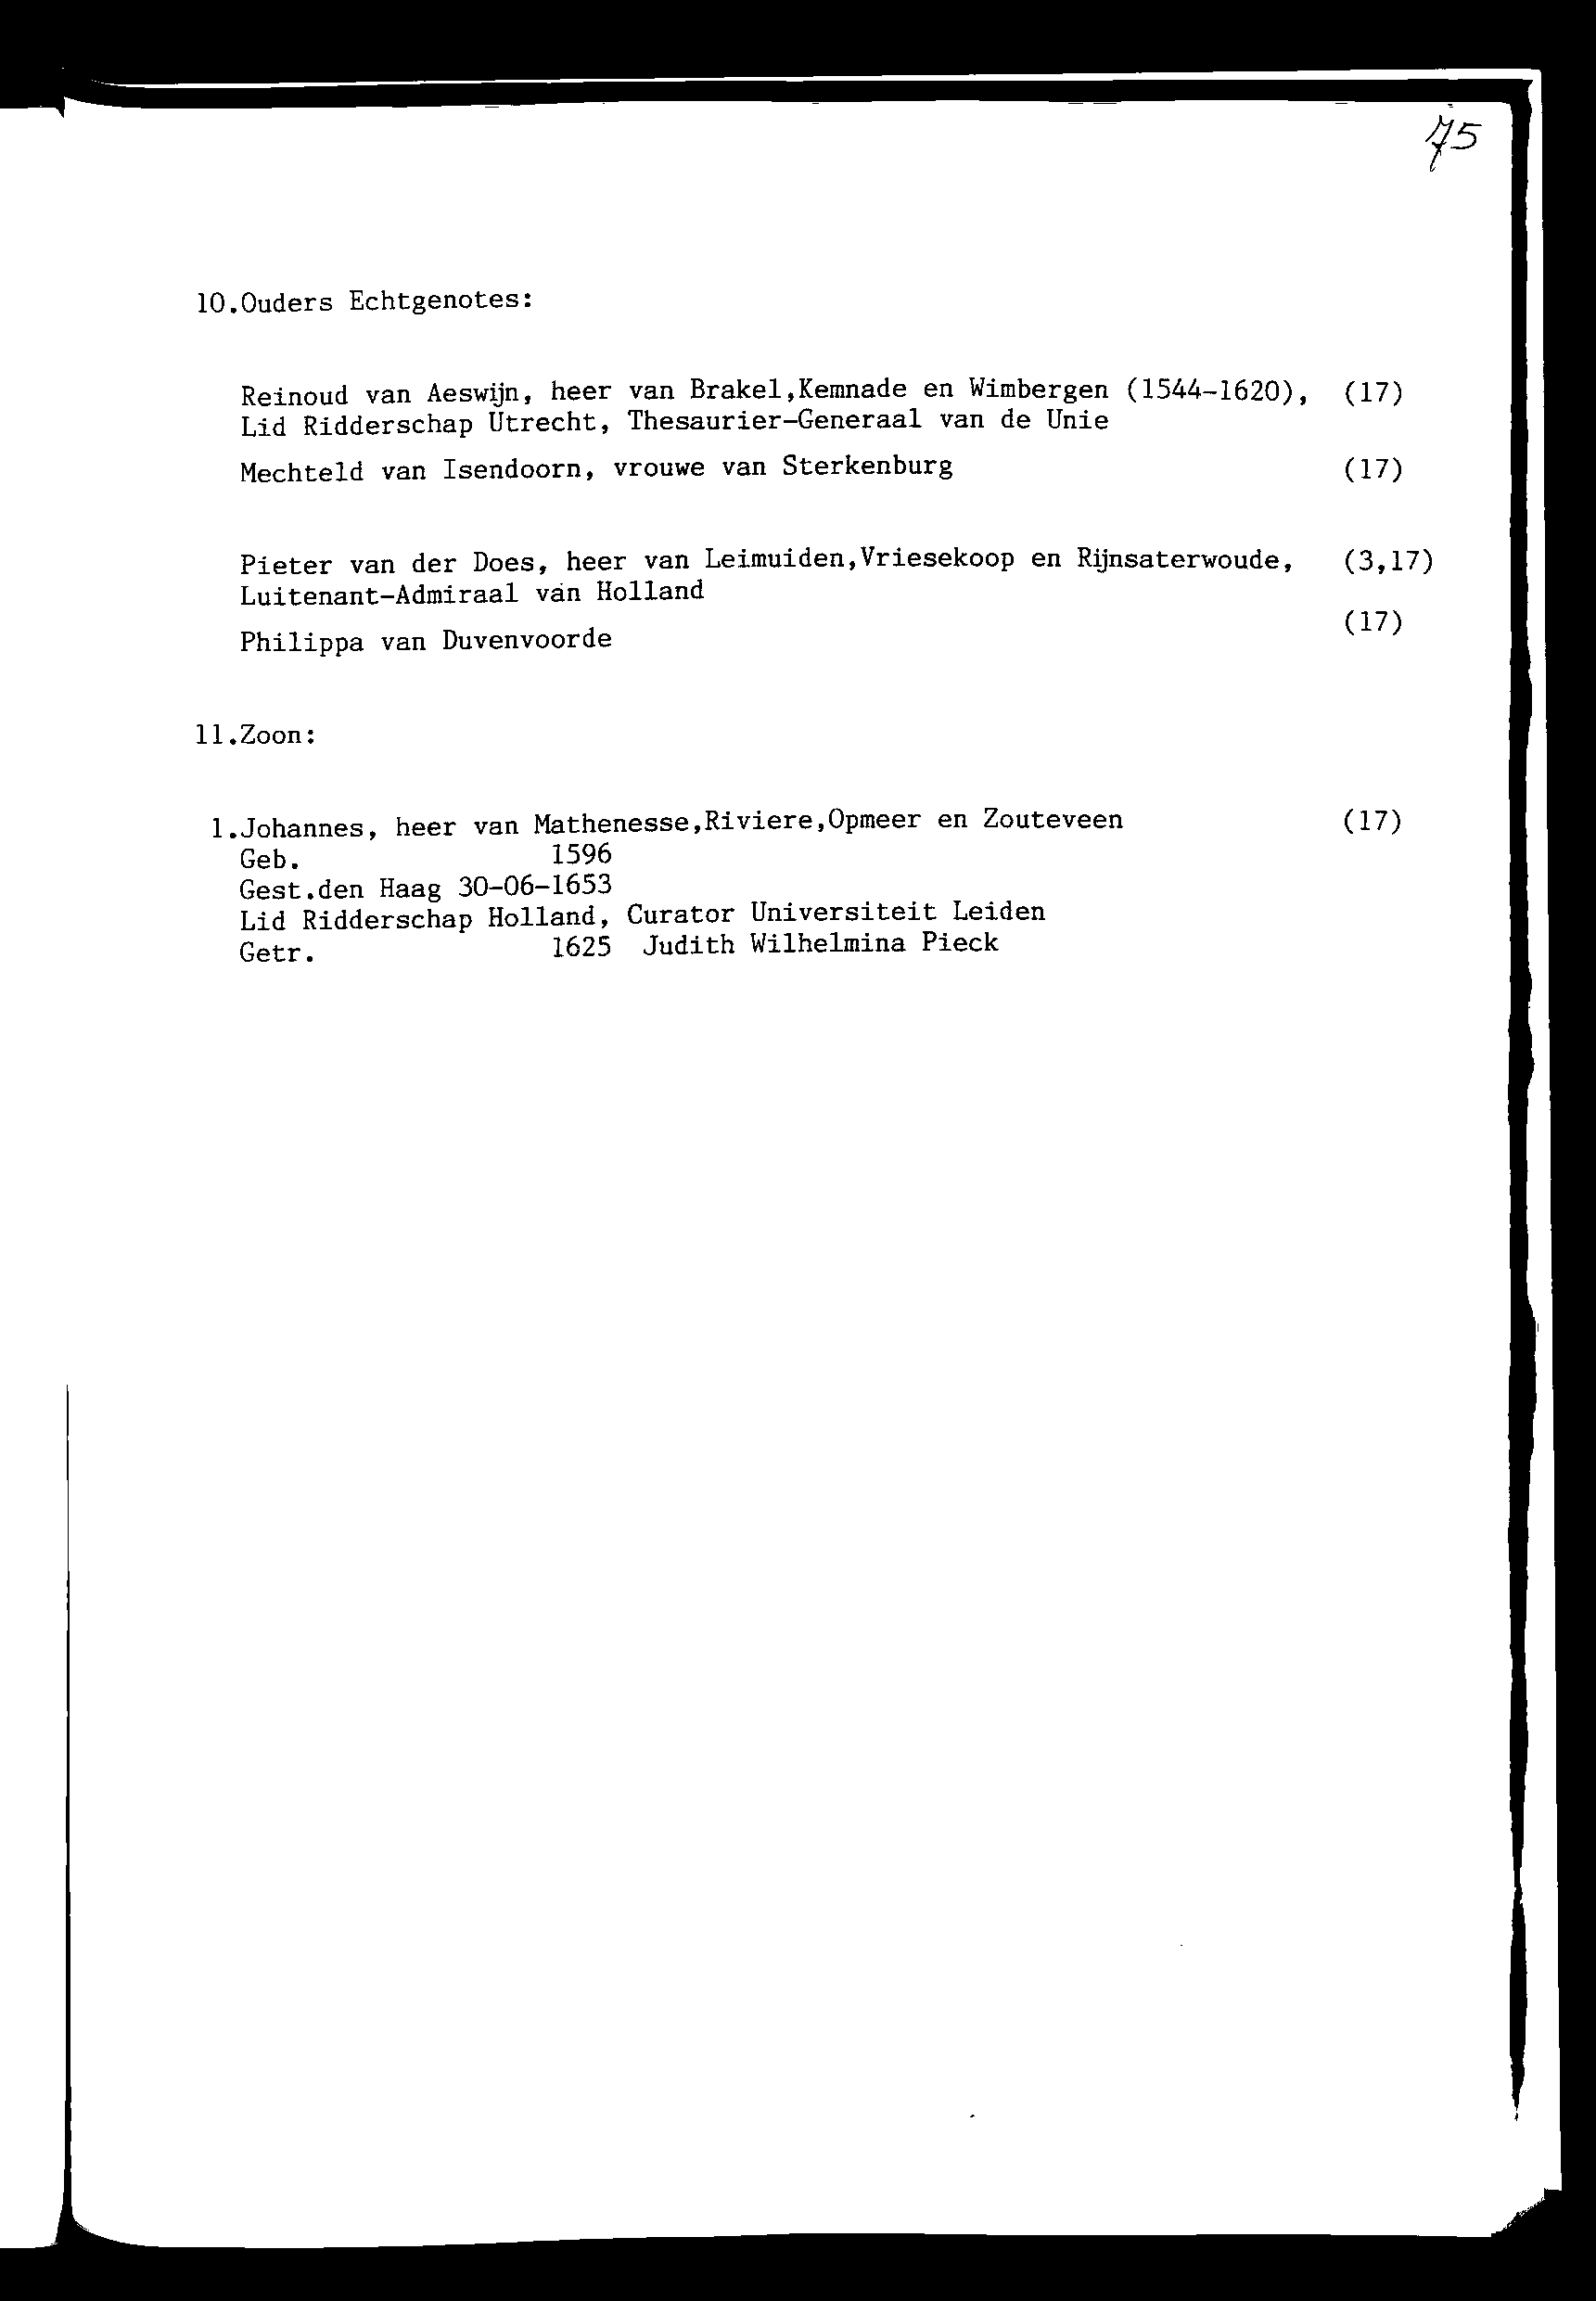 75
10.Ouders Echtgenotes:
Reinoud van Aeswijn, heer van Brakel,Kemnade en Wimbergen (1544-1620), (17)
Lid Ridderschap Utrecht, Thesaurier-Generaal van de Unie
Mechteld van Isendoorn, vrouwe van Sterkenburg (17)
Pieter van der Does, heer van Leimuiden,Vriesekoop en Rijnsaterwoude, (3,17)
Luitenant-Admiraal van Holland
Philippa van Duvenvoorde (17)
11.Zoon:
1.Johannes, heer van Mathenesse,Riviere,Opmeer en Zouteveen (17)
Geb. 1596
Gest.den Haag 30-06-1653
Lid Ridderschap Holland, Curator Universiteit Leiden
Getr. 1625 Judith Wilhelmina Pieck